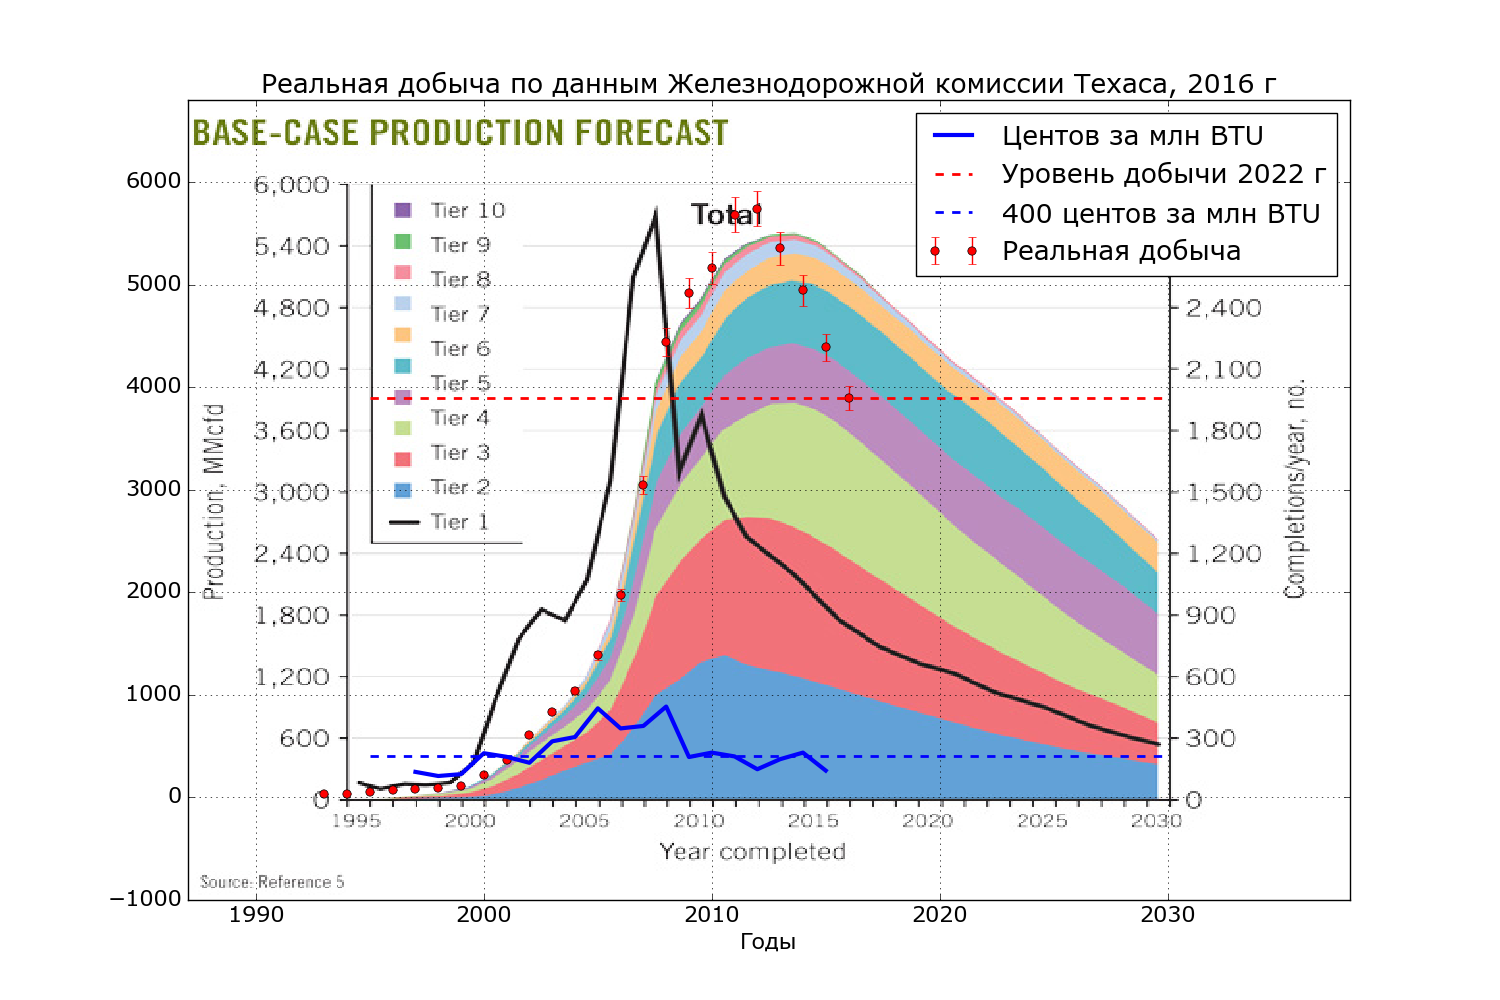 Реальная добыча по данным Железнодорожной комиссии Техаса, 2016 г
BASE-CASE PRODUCTION FORECAST
Центов за млн BTU
Уровень добычи 2022 г
400 центов за млн BTU
Реальная добыча
6000
5000
4000
3000
2000
1000
0
−1000
Production, MMcfd
6,000
5,400
4,800
4,200
3,600
3,000
2,400
1,800
1,200
600
0
Tier 10
Tier 9
Tier 8
Tier 7
Tier 6
Tier 5
Tier 4
Tier 3
Tier 2
Tier 1
Total
2,400
2,100
1,800
1,500
1,200
900
600
300
0
Completions/year, no.
1995 2000 2005 2010 2015 2020 2025 2030
Year completed
Source: Reference 5
1990 2000 2010 2020 2030
Годы